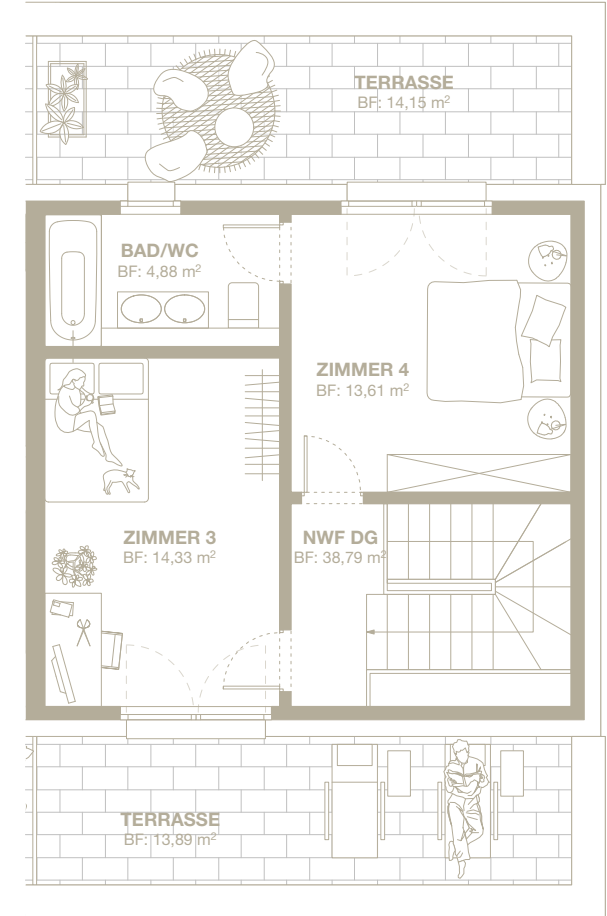 TERRASSE
BF: 14,15 m²
BAD/WC
BF: 4,88 m²
ZIMMER 4
BF: 13,61 m²
ZIMMER 3
BF: 14,33 m²
NWF DG
BF: 38,79 m²
TERRASSE
BF: 13,89 m²